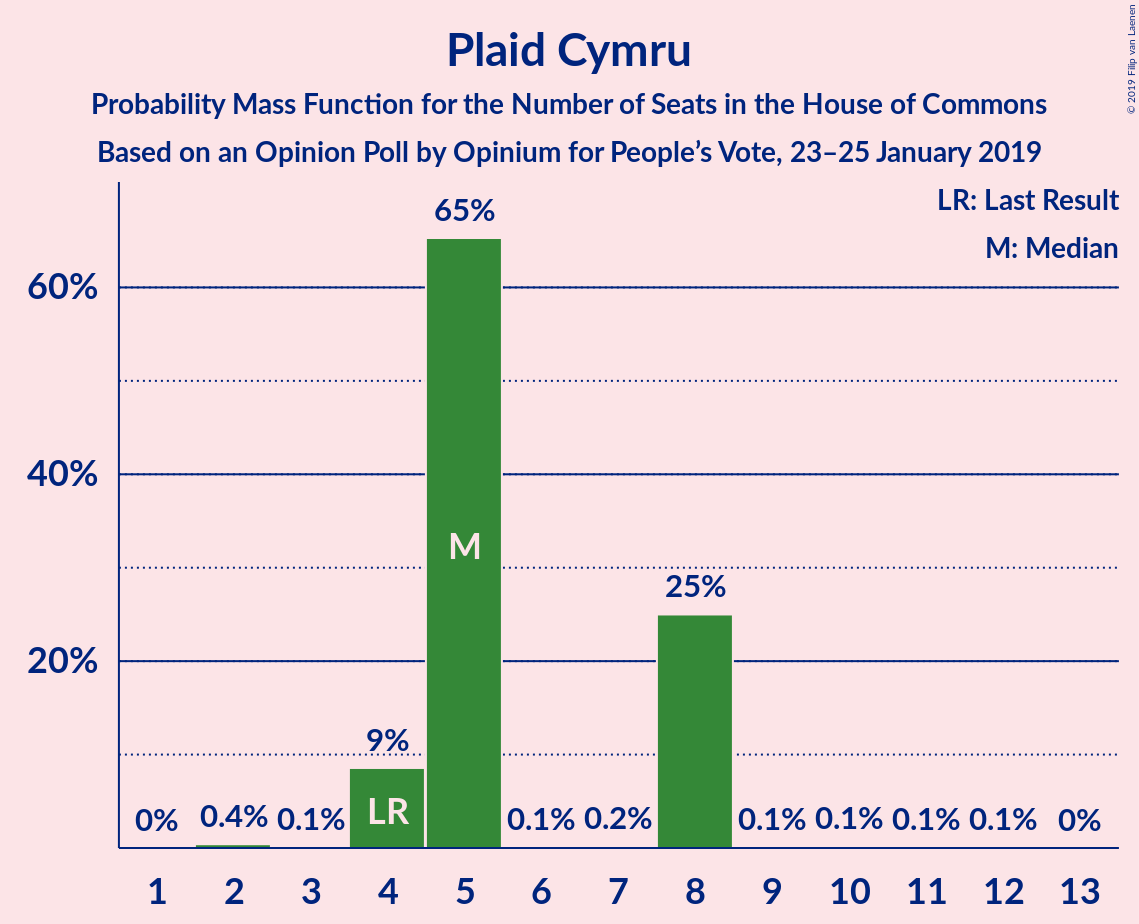 Plaid Cymru
Probability Mass Function for the Number of Seats in the House of Commons
Based on an Opinion Poll by Opinium for People’s Vote, 23–25 January 2019
© 2019 Filip van Laenen
LR: Last Result
M: Median
60%
40%
20%
0%
0.4%
0.1%
9%
LR
65%
M
0.1%
0.2%
25%
0.1%
0.1%
0.1%
0.1%
0%
1 2 3 4 5 6 7 8 9 10 11 12 13